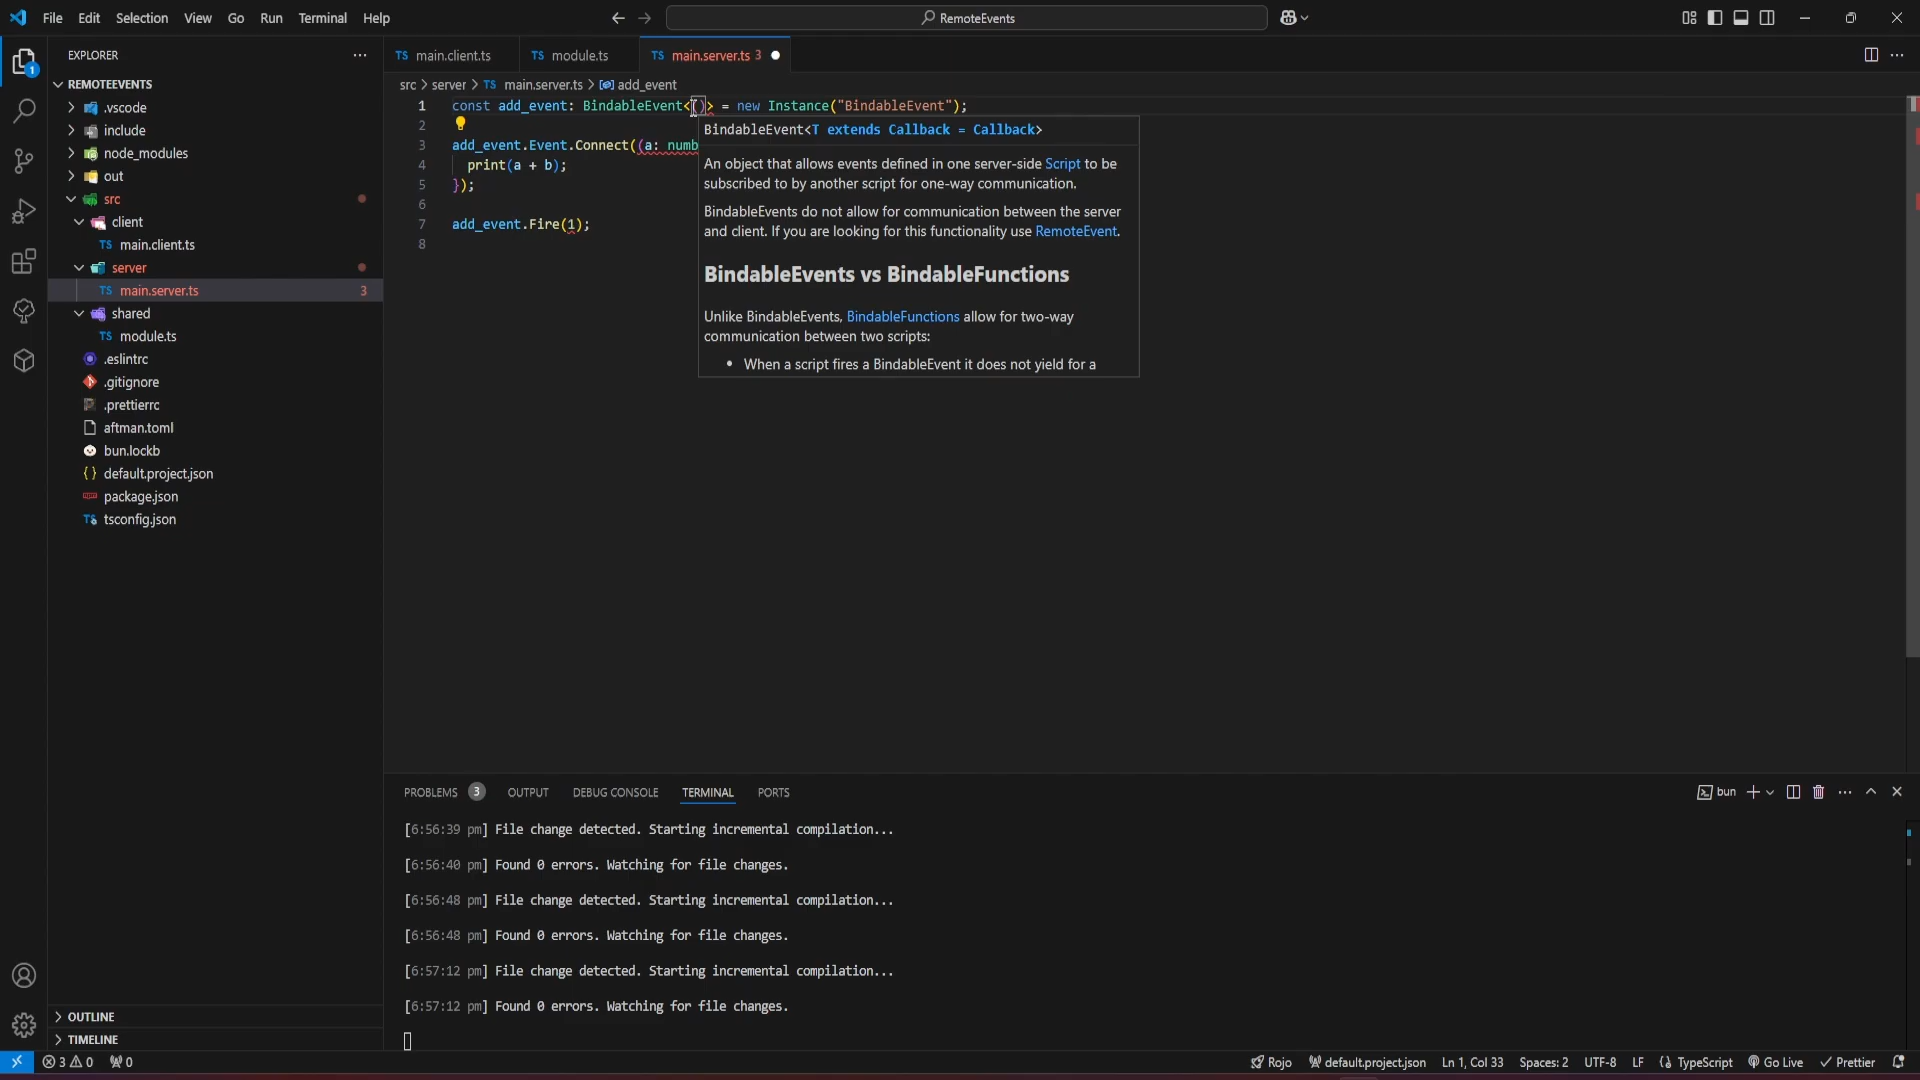 File Edit Selection View Go Run Terminal Help
RemoteEvents
EXPLORER
REMOTEEVENTS
.vscode
include
node_modules
out
src
client
TS main.client.ts
server
TS main.server.ts 3
shared
TS module.ts
.eslintrc
.gitignore
.prettierrc
aftman.toml
bun.lockb
default.project.json
package.json
tsconfig.json
OUTLINE
TIMELINE
1
TS main.client.ts
TS module.ts
TS main.server.ts 3
src > server > TS main.server.ts > add_event
1 const add_event: BindableEvent<()> = new Instance("BindableEvent");
2
3 add_event.Event.Connect((a: numb
4 print(a + b);
5 });
6
7 add_event.Fire(1);
8
BindableEvent<T extends Callback = Callback>
An object that allows events defined in one server-side Script to be
subscribed to by another script for one-way communication.
BindableEvents do not allow for communication between the server
and client. If you are looking for this functionality use RemoteEvent.
BindableEvents vs BindableFunctions
Unlike BindableEvents, BindableFunctions allow for two-way
communication between two scripts:
• When a script fires a BindableEvent it does not yield for a
PROBLEMS 3 OUTPUT DEBUG CONSOLE TERMINAL PORTS
bun
[6:56:39 pm] File change detected. Starting incremental compilation...
[6:56:40 pm] Found 0 errors. Watching for file changes.
[6:56:48 pm] File change detected. Starting incremental compilation...
[6:56:48 pm] Found 0 errors. Watching for file changes.
[6:57:12 pm] File change detected. Starting incremental compilation...
[6:57:12 pm] Found 0 errors. Watching for file changes.
3 0 0 Rojo default.project.json Ln 1, Col 33 Spaces: 2 UTF-8 LF TypeScript Go Live Prettier